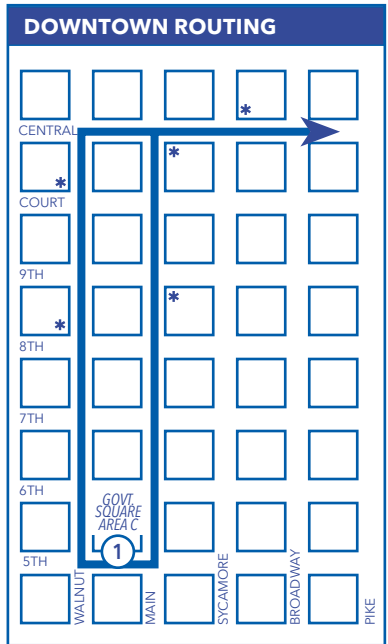 DOWNTOWN ROUTING
*
CENTRAL
*
*
COURT
9TH
*
*
8TH
7TH
6TH
GOVT.
SQUARE
AREA C
1
5TH
WALNUT
MAIN
SYCAMORE
BROADWAY
PIKE